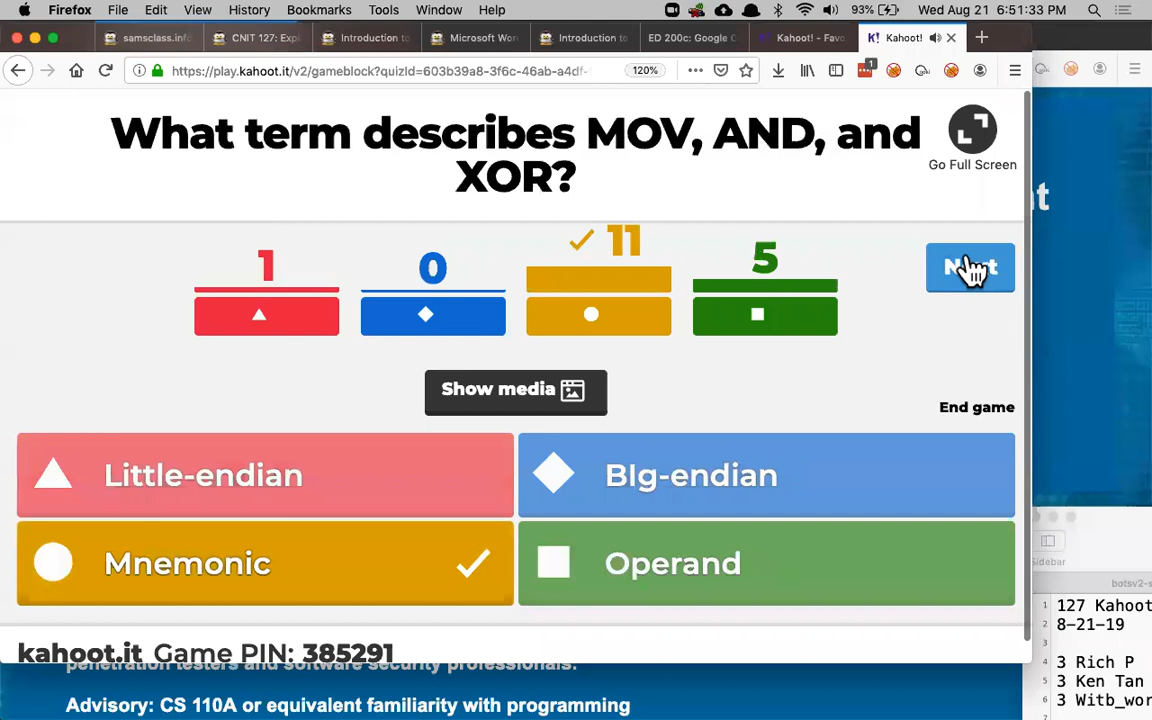 Firefox File Edit View History Bookmarks Tools Window Help 93% Wed Aug 21 6:51:33 PM
samsclass.info CNIT 127: Expl Introduction to Microsoft Wor Introduction to ED 200c: Google C Kahoot! - Favo K! Kahoot!
https://play.kahoot.it/v2/gameblock?quizId=603b39a8-3f6c-46ab-a4df- 120% 1
What term describes MOV, AND, and
XOR?
Go Full Screen
1 0 11 5
Show media
End game
Little-endian
BIg-endian
Mnemonic
Operand
kahoot.it Game PIN: 385291
penetration testers and software security professionals.
Advisory: CS 110A or equivalent familiarity with programming
Sidebar
1 127 Kahoot
2 8-21-19
4 3 Rich P
5 3 Ken Tan
6 3 Witb_wor